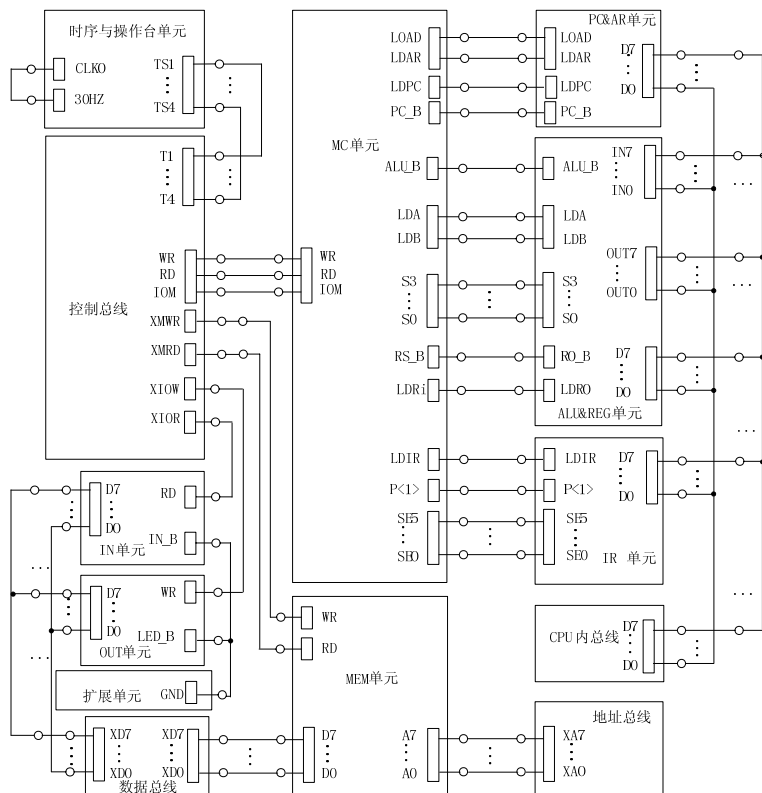 时序与操作台单元
CLKO
30HZ
TS1
TS4
T1
T4
WR
RD
IOM
XMWR
XMRD
XIOW
XIOR
控制总线
D7
D0
RD
IN_B
IN单元
...
D7
D0
WR
LED_B
OUT单元
...
扩展单元
GND
XD7
XD0
XD7
XD0
数据总线
LOAD
LDAR
LDPC
PC_B
MC单元
ALU_B
LDA
LDB
WR
RD
IOM
S3
S0
RS_B
LDRi
LDIR
P<1>
SE5
SE0
WR
RD
MEM单元
D7
D0
A7
A0
PC&AR单元
LOAD
LDAR
LDPC
PC_B
D7
D0
ALU_B
LDA
LDB
S3
S0
RO_B
LDRO
IN7
IN0
OUT7
OUT0
D7
D0
ALU&REG单元
...
...
...
LDIR
P<1>
SE5
SE0
D7
D0
IR 单元
...
CPU内总线
D7
D0
地址总线
XA7
XA0